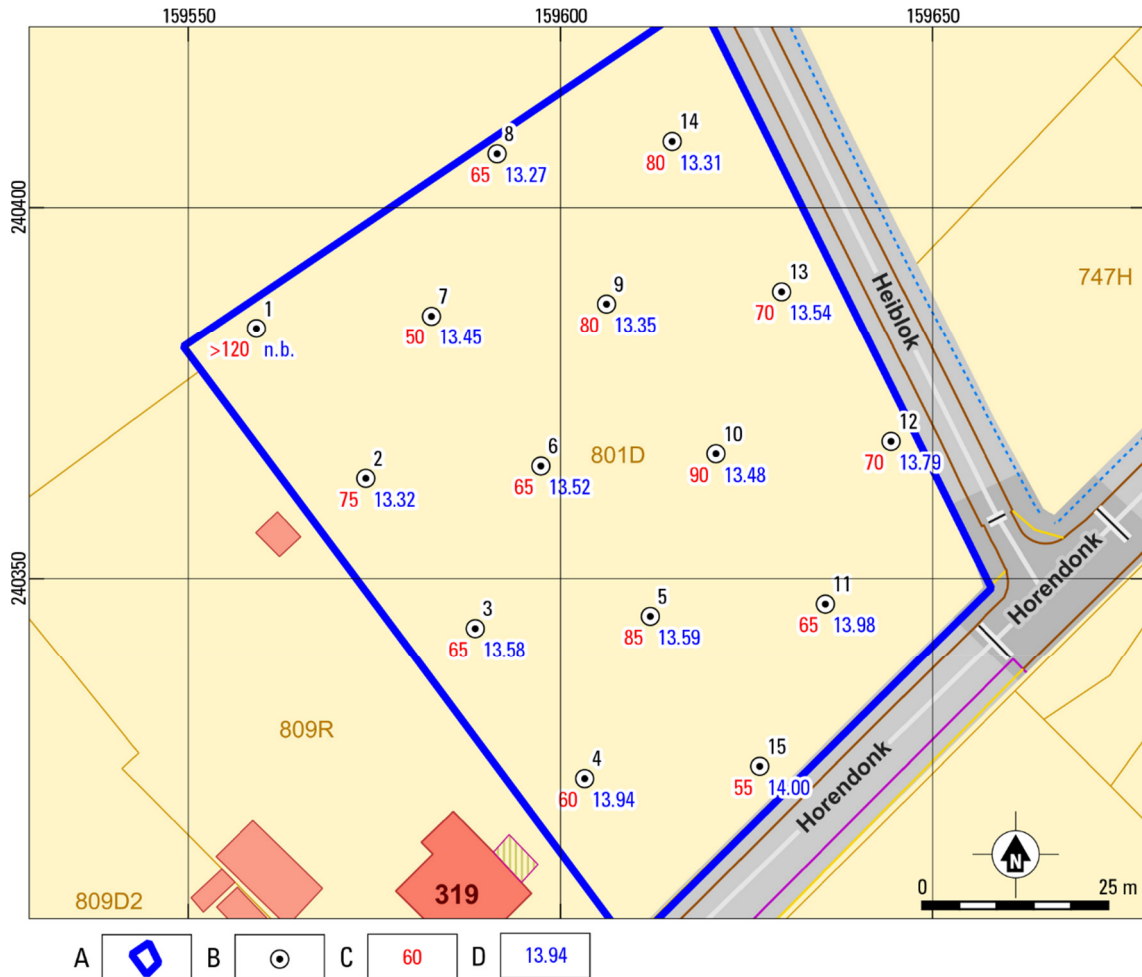 159550 159600 159650
8
65 13.27
14
80 13.31
240400
1
>120 n.b.
7
50 13.45
9
80 13.35
13
70 13.54
Heiblok
747H
2
75 13.32
6
65 13.52
801D
10
90 13.48
12
70 13.79
240350
3
65 13.58
5
85 13.59
11
65 13.98
Horendonk
809R
4
60 13.94
15
55 14.00
Horendonk
N
809D2
319
0 25 m
A B C 60 D 13.94